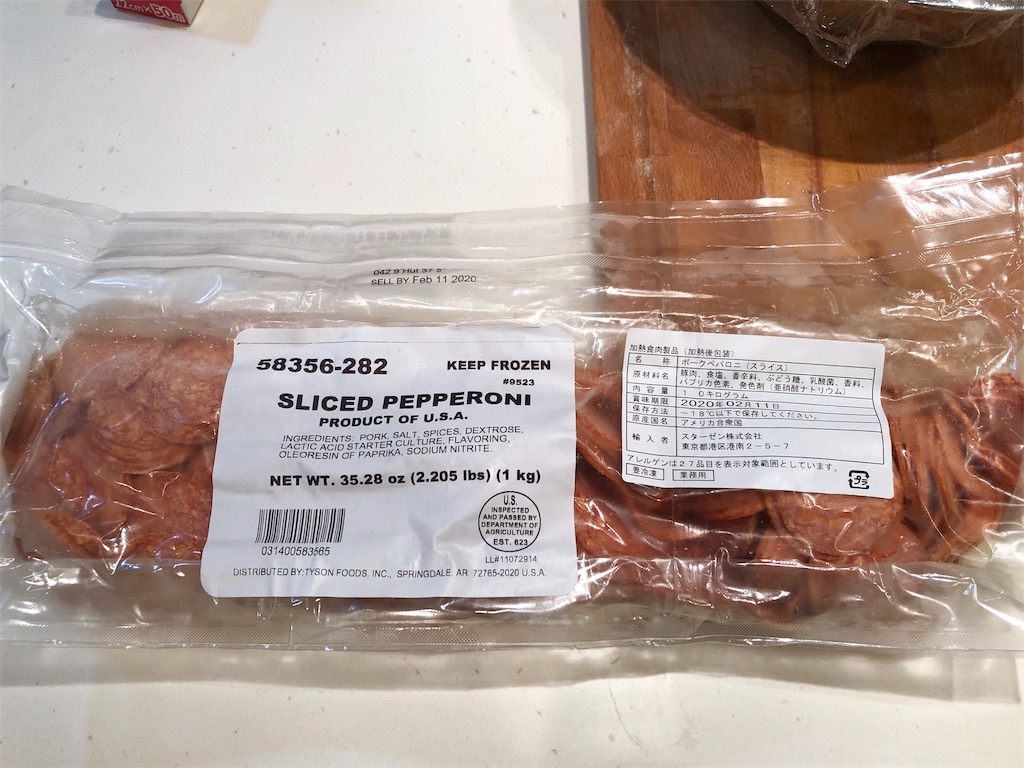 22cm×50m
SELL BY Feb 11 2020
58356-282
KEEP FROZEN
#9523
SLICED PEPPERONI
PRODUCT OF U.S.A.
INGREDIENTS: PORK, SALT, SPICES, DEXTROSE,
LACTIC ACID STARTER CULTURE, FLAVORING,
OLEORESIN OF PAPRIKA, SODIUM NITRITE.
NET WT. 35.28 oz (2.205 lbs) (1 kg)
031400583565
U.S.
INSPECTED
AND PASSED BY
DEPARTMENT OF
AGRICULTURE
EST. 623
LL#11072914
DISTRIBUTED BY:TYSON FOODS, INC., SPRINGDALE, AR 72765-2020 U.S.A.
加熱食肉製品(加熱後包装)
名 称 ポークペパロニ(スライス)
原材料名 豚肉、食塩、香辛料、ぶどう糖、乳酸菌、香料、
パプリカ色素、発色剤(亜硝酸ナトリウム)
内容量 1.0キログラム
賞味期限 2020年02月11日
保存方法 -18℃以下で保存してください。
原産国名 アメリカ合衆国
輸入者 スターゼン株式会社
東京都港区港南2-5-7
アレルゲンは27品目を表示対象範囲としています。
要冷凍 業務用
プラ